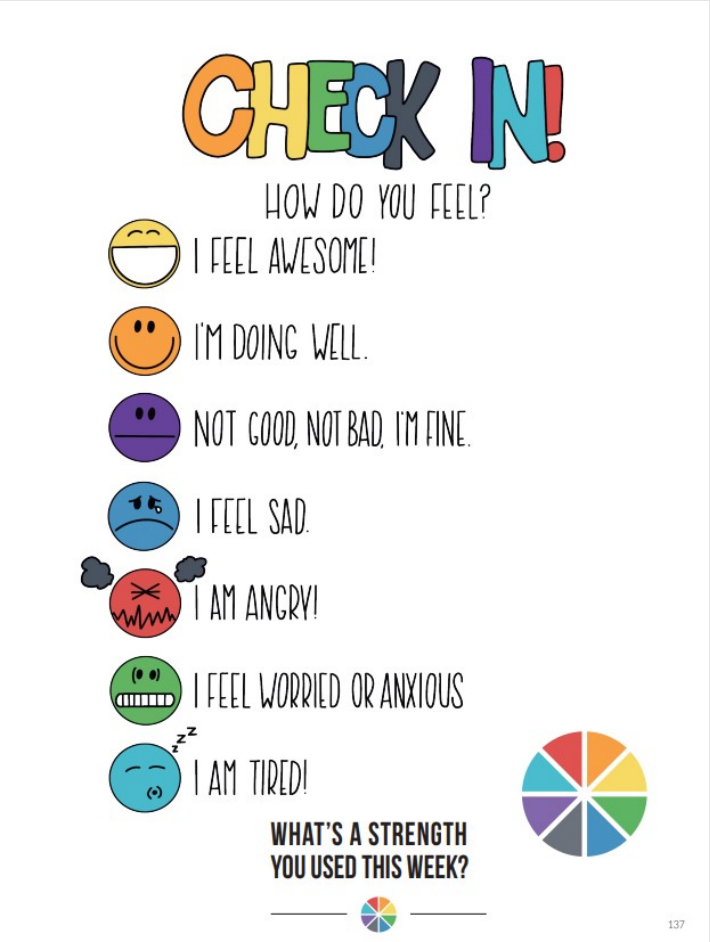 CHECK IN!
HOW DO YOU FEEL?
I FEEL AWESOME!
I'M DOING WELL.
NOT GOOD, NOT BAD, I'M FINE.
I FEEL SAD.
I AM ANGRY!
I FEEL WORRIED OR ANXIOUS
z z Z
I AM TIRED!
WHAT'S A STRENGTH
YOU USED THIS WEEK?
137